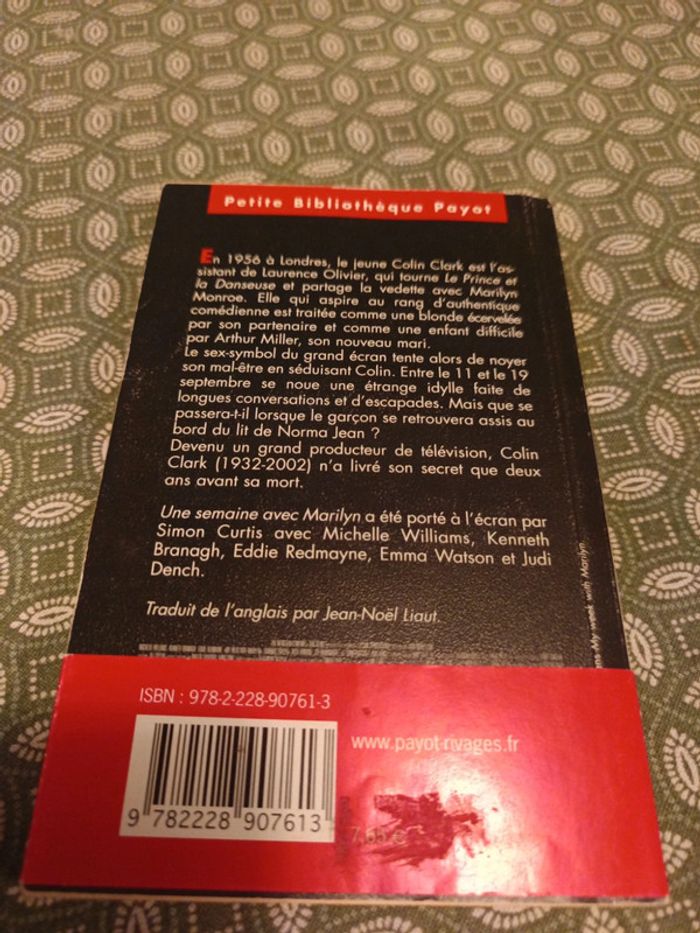 Petite Bibliothèque Payot
En 1956 à Londres, le jeune Colin Clark est l'as-
sistant de Laurence Olivier, qui tourne Le Prince et
la Danseuse et partage la vedette avec Marilyn
Monroe. Elle qui aspire au rang d'authentique
comédienne est traitée comme une blonde écervelée
par son partenaire et comme une enfant difficile
par Arthur Miller, son nouveau mari.
Le sex-symbol du grand écran tente alors de noyer
son mal-être en séduisant Colin. Entre le 11 et le 19
septembre se noue une étrange idylle faite de
longues conversations et d'escapades. Mais que se
passera-t-il lorsque le garçon se retrouvera assis au
bord du lit de Norma Jean ?
Devenu un grand producteur de télévision, Colin
Clark (1932-2002) n'a livré son secret que deux
ans avant sa mort.
Une semaine avec Marilyn a été porté à l'écran par
Simon Curtis avec Michelle Williams, Kenneth
Branagh, Eddie Redmayne, Emma Watson et Judi
Dench.
Traduit de l'anglais par Jean-Noël Liaut.
My week with Marilyn.
ISBN : 978-2-228-90761-3
www.payot-rivages.fr
9 782228 907613
7,65 €